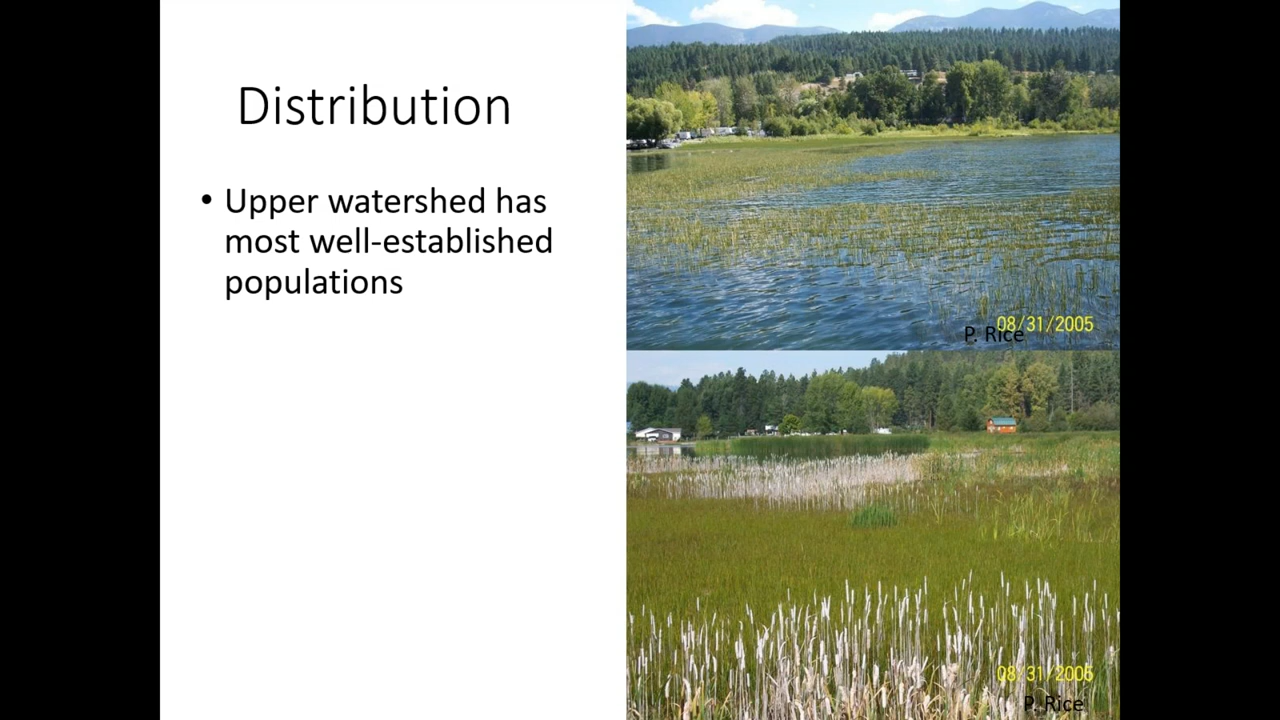 Distribution
• Upper watershed has
most well-established
populations
08/31/2005
P. Rice
08/31/2005
P. Rice